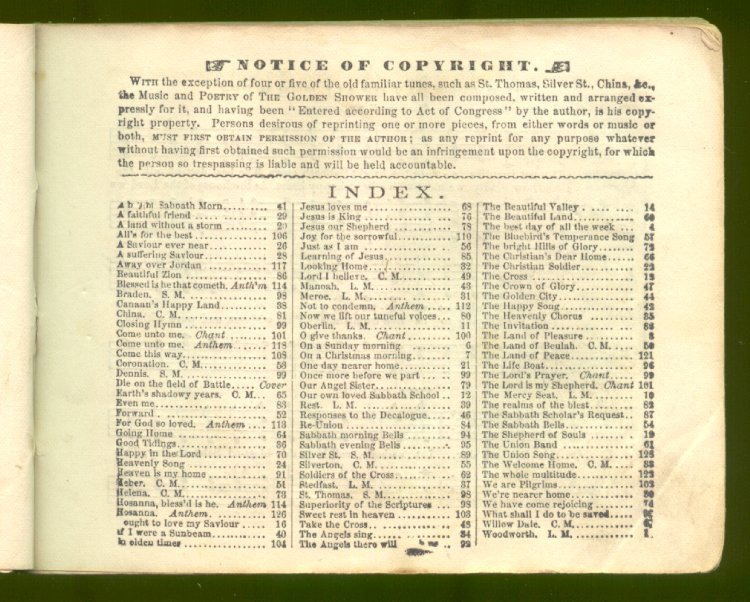 NOTICE OF COPYRIGHT.
WITH the exception of four or five of the old familiar tunes, such as St. Thomas, Silver St., China, &c.,
the Music and POETRY of THE GOLDEN SHOWER have all been composed, written and arranged ex-
pressly for it, and having been "Entered according to Act of Congress" by the author, is his copy-
right property. Persons desirous of reprinting one or more pieces, from either words or music or
both, MUST FIRST OBTAIN PERMISSION OF THE AUTHOR; as any reprint for any purpose whatever
without having first obtained such permission would be an infringement upon the copyright, for which
the person so trespassing is liable and will be held accountable.
INDEX.
Sabbath Morn 41
A faithful friend 29
A land without a storm 20
All's for the best 106
A Saviour ever near 26
A suffering Saviour 28
Away over Jordan 117
Beautiful Zion 86
Blessed is he that cometh. Anth'm 114
Braden. S. M. 98
Canaan's Happy Land 38
China. C. M. 81
Closing Hymn 99
Come unto me. Chant 101
Come unto me. Anthem 118
Come this way 108
Coronation. C. M. 58
Dennis. S. M. 99
Die on the field of Battle Cover
Earth's shadowy years. C. M. 65
Even me 83
Forward 52
For God so loved. Anthem 113
Going Home 64
Good Tidings 36
Happy in the Lord 70
Heavenly Song 24
Heaven is my home 91
Heber. C. M. 51
Helena. C. M. 73
Hosanna, bless'd is he. Anthem 114
Hosanna. Anthem. 126
ought to love my Saviour 16
if I were a Sunbeam 40
In olden times 104
Jesus loves me 68
Jesus is King 76
Jesus our Shepherd 78
Joy for the sorrowful 110
Just as I am 56
Learning of Jesus 85
Looking Home 32
Lord I believe. C. M. 49
Manoah. L. M. 43
Meroe. L. M. 31
Not to condemn. Anthem 112
Now we lift our tuneful voices 80
Oberlin. L. M. 11
O give thanks. Chant 100
On a Sunday morning 6
On a Christmas morning 7
One day nearer home 21
Once more before we part 99
Our Angel Sister 79
Our own loved Sabbath School 12
Rest. L. M. 39
Responses to the Decalogue 46
Re-Union 84
Sabbath morning Bells 94
Sabbath evening Bells 95
Silver St. S. M. 89
Silverton. C. M. 55
Soldiers of the Cross 62
Stedfast. L. M. 37
St. Thomas. S. M. 98
Superiority of the Scriptures 98
Sweet rest in heaven 103
Take the Cross 48
The Angels sing 34
The Angels there will 92
The Beautiful Valley 14
The Beautiful Land 60
The best day of all the week 4
The Bluebird's Temperance Song 57
The bright Hills of Glory 72
The Christian's Dear Home 66
The Christian Soldier 22
The Cross 13
The Crown of Glory 47
The Golden City 44
The Happy Song 42
The Heavenly Chorus 35
The Invitation 88
The Land of Pleasure 8
The Land of Beulah. C. M. 50
The Land of Peace 121
The Life Boat 96
The Lord's Prayer. Chant 99
The Lord is my Shepherd. Chant 101
The Mercy Seat. L. M. 10
The realms of the blest 82
The Sabbath Scholar's Request 87
The Sabbath Bells 54
The Shepherd of Souls 19
The Union Band 61
The Union Song 128
The Welcome Home. C. M. 33
The whole multitude 123
We are Pilgrims 102
We're nearer home 30
We have come rejoicing 74
What shall I do to be saved
Willow Dale. C. M.
Woodworth. L. M.